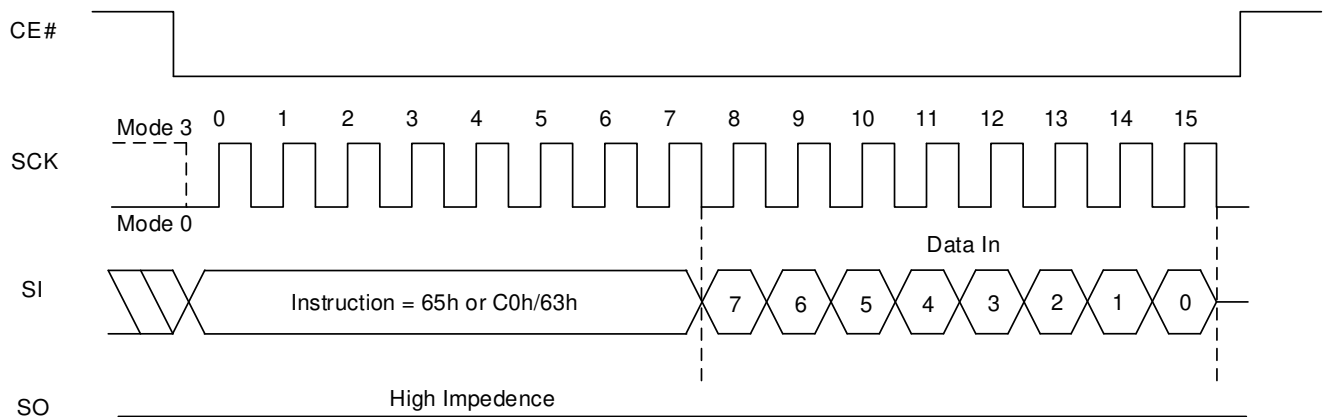 CE#
0 1 2 3 4 5 6 7 8 9 10 11 12 13 14 15
Mode 3
SCK
Mode 0
Data In
SI
Instruction = 65h or C0h/63h
7 6 5 4 3 2 1 0
High Impedence
SO